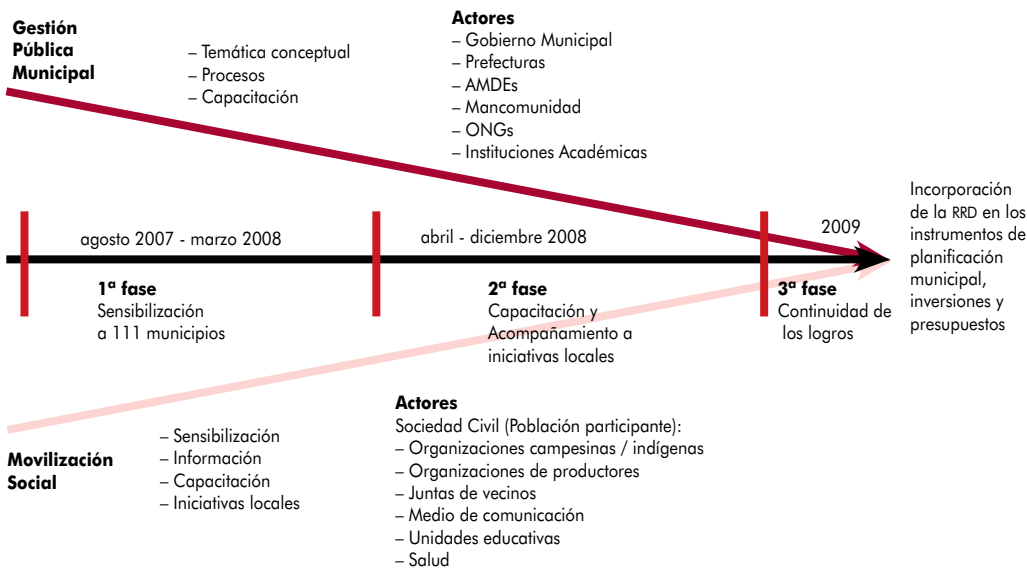 Gestión
Pública
Municipal
– Temática conceptual
– Procesos
– Capacitación
Actores
– Gobierno Municipal
– Prefecturas
– AMDEs
– Mancomunidad
– ONGs
– Instituciones Académicas
agosto 2007 - marzo 2008
abril - diciembre 2008
2009
1ª fase
Sensibilización
a 111 municipios
2ª fase
Capacitación y
Acompañamiento a
iniciativas locales
3ª fase
Continuidad de
los logros
Incorporación
de la RRD en los
instrumentos de
planificación
municipal,
inversiones y
presupuestos
Movilización
Social
– Sensibilización
– Información
– Capacitación
– Iniciativas locales
Actores
Sociedad Civil (Población participante):
– Organizaciones campesinas / indígenas
– Organizaciones de productores
– Juntas de vecinos
– Medio de comunicación
– Unidades educativas
– Salud